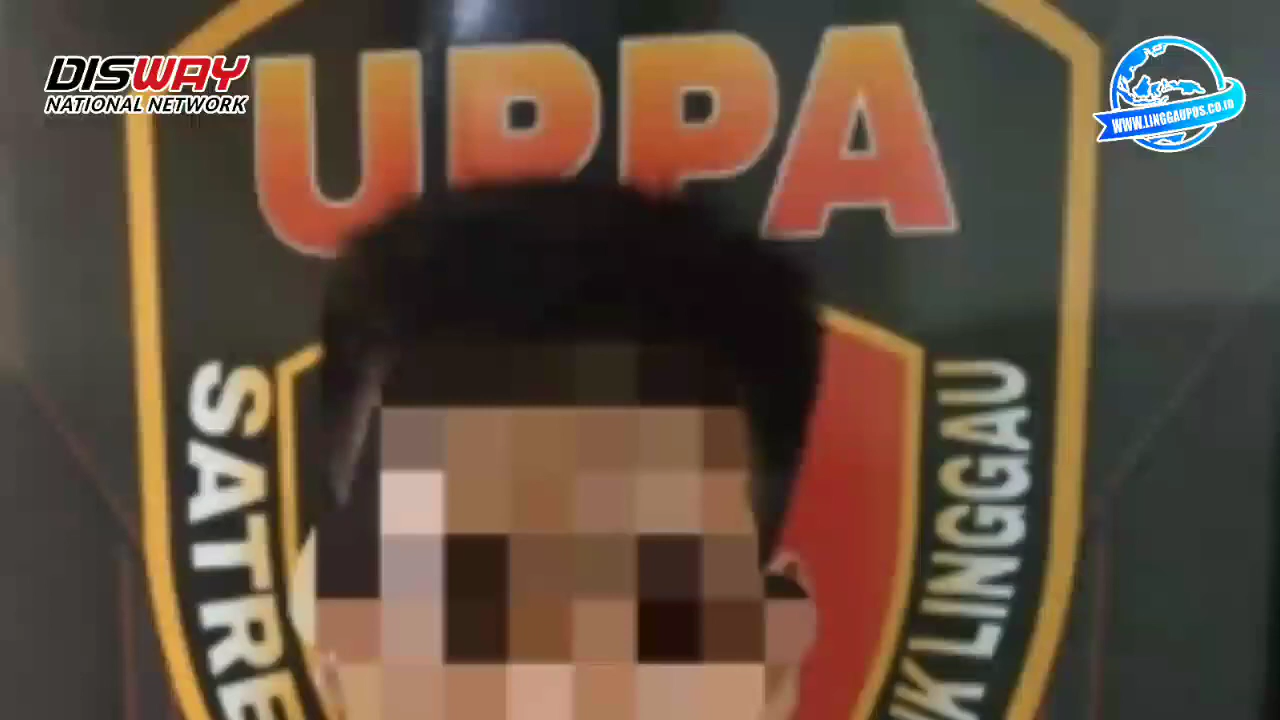 DISWAY
NATIONAL NETWORK
WWW.LINGGAUPOS.CO.ID
UPPA
SATRE
K LINGGAU